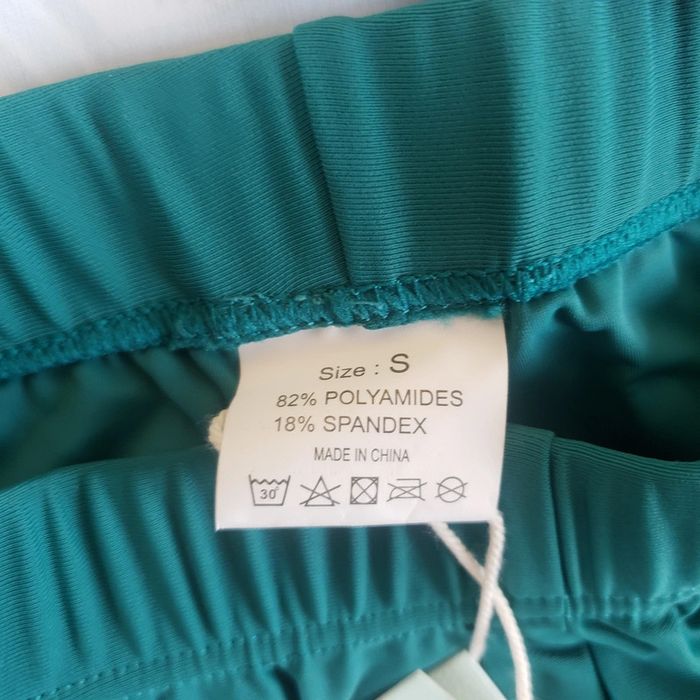 Size : S
82% POLYAMIDES
18% SPANDEX
MADE IN CHINA
30°